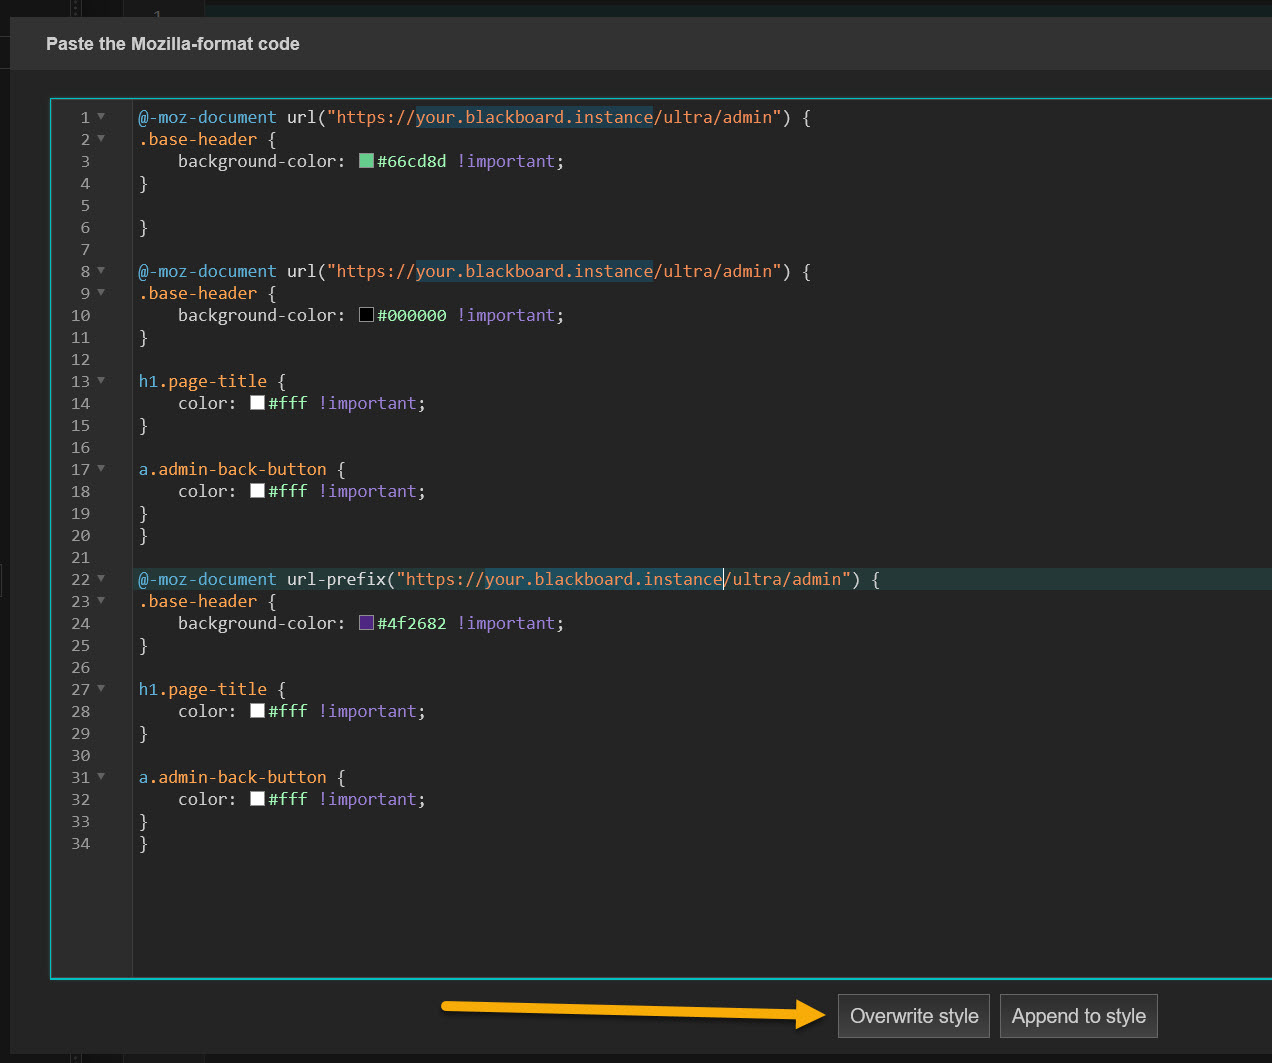 1
Paste the Mozilla-format code
1 @-moz-document url("https://your.blackboard.instance/ultra/admin") {
2 .base-header {
3     background-color: #66cd8d !important;
4 }
5
6 }
7
8 @-moz-document url("https://your.blackboard.instance/ultra/admin") {
9 .base-header {
10     background-color: #000000 !important;
11 }
12
13 h1.page-title {
14     color: #fff !important;
15 }
16
17 a.admin-back-button {
18     color: #fff !important;
19 }
20 }
21
22 @-moz-document url-prefix("https://your.blackboard.instance/ultra/admin") {
23 .base-header {
24     background-color: #4f2682 !important;
25 }
26
27 h1.page-title {
28     color: #fff !important;
29 }
30
31 a.admin-back-button {
32     color: #fff !important;
33 }
34 }
Overwrite style Append to style